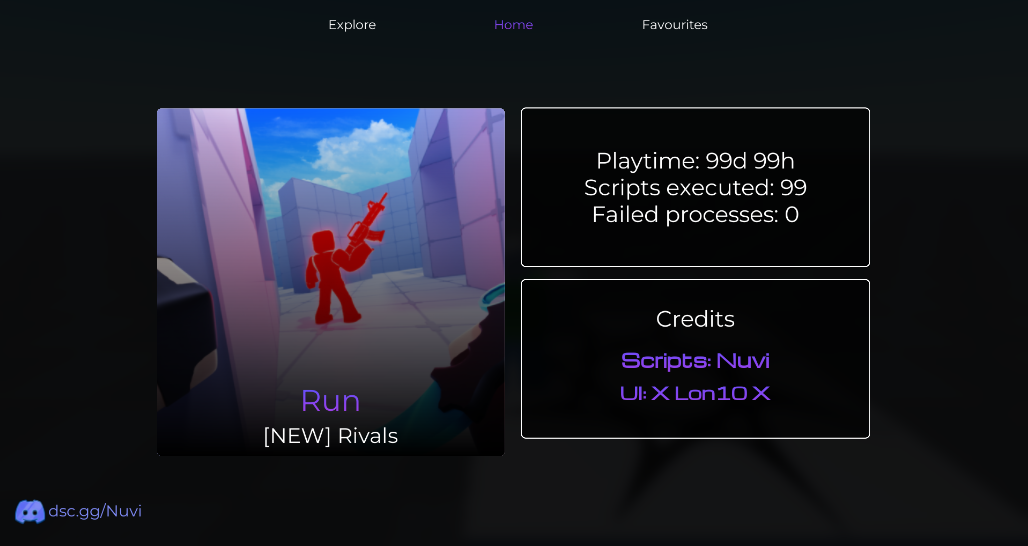 Explore
Home
Favourites
Playtime: 99d 99h
Scripts executed: 99
Failed processes: 0
Credits
Scripts: Nuvi
UI: X Lon10 X
Run
[NEW] Rivals
dsc.gg/Nuvi